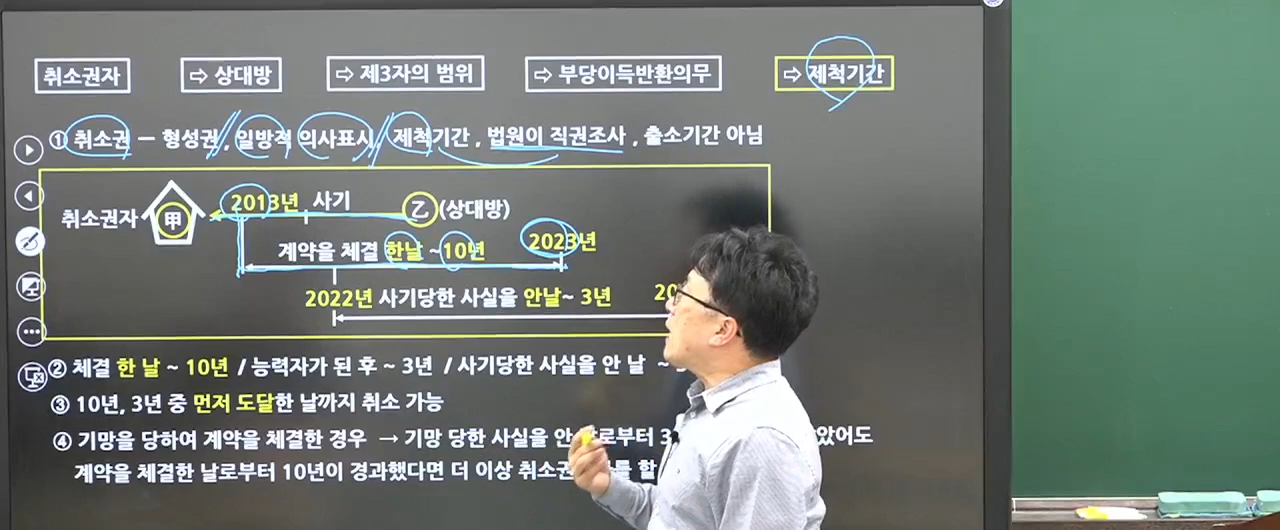 취소권자 ⇨ 상대방 ⇨ 제3자의 범위 ⇨ 부당이득반환의무 ⇨ 제척기간
① 취소권 - 형성권, 일방적 의사표시, 제척기간, 법원이 직권조사, 출소기간 아님
2013년 사기 乙(상대방)
취소권자 甲
계약을 체결 한날 ~10년 2023년
2022년 사기당한 사실을 안날~ 3년 20
② 체결 한 날 ~ 10년 / 능력자가 된 후 ~ 3년 / 사기당한 사실을 안 날 ~
③ 10년, 3년 중 먼저 도달한 날까지 취소 가능
④ 기망을 당하여 계약을 체결한 경우 → 기망 당한 사실을 안 날로부터 3 았어도
계약을 체결한 날로부터 10년이 경과했다면 더 이상 취소권 를 할